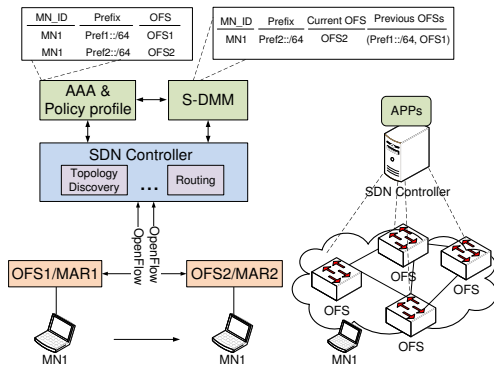 MN_ID Prefix OFS
MN1 Pref1::/64 OFS1
MN1 Pref2::/64 OFS2
MN_ID Prefix Current OFS Previous OFSs
MN1 Pref2::/64 OFS2 (Pref1::/64, OFS1)
AAA &
Policy profile
S-DMM
SDN Controller
Topology
Discovery
...
Routing
OpenFlow
OpenFlow
OFS1/MAR1
OFS2/MAR2
MN1
MN1
APPs
SDN Controller
OFS
OFS
OFS
OFS
MN1